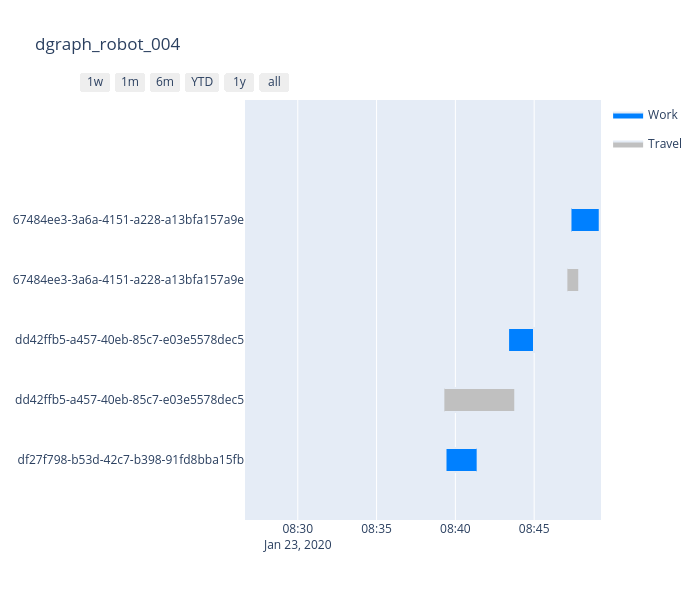 dgraph_robot_004
1w 1m 6m YTD 1y all
Work
Travel
67484ee3-3a6a-4151-a228-a13bfa157a9e
67484ee3-3a6a-4151-a228-a13bfa157a9e
dd42ffb5-a457-40eb-85c7-e03e5578dec5
dd42ffb5-a457-40eb-85c7-e03e5578dec5
df27f798-b53d-42c7-b398-91fd8bba15fb
08:30 08:35 08:40 08:45
Jan 23, 2020